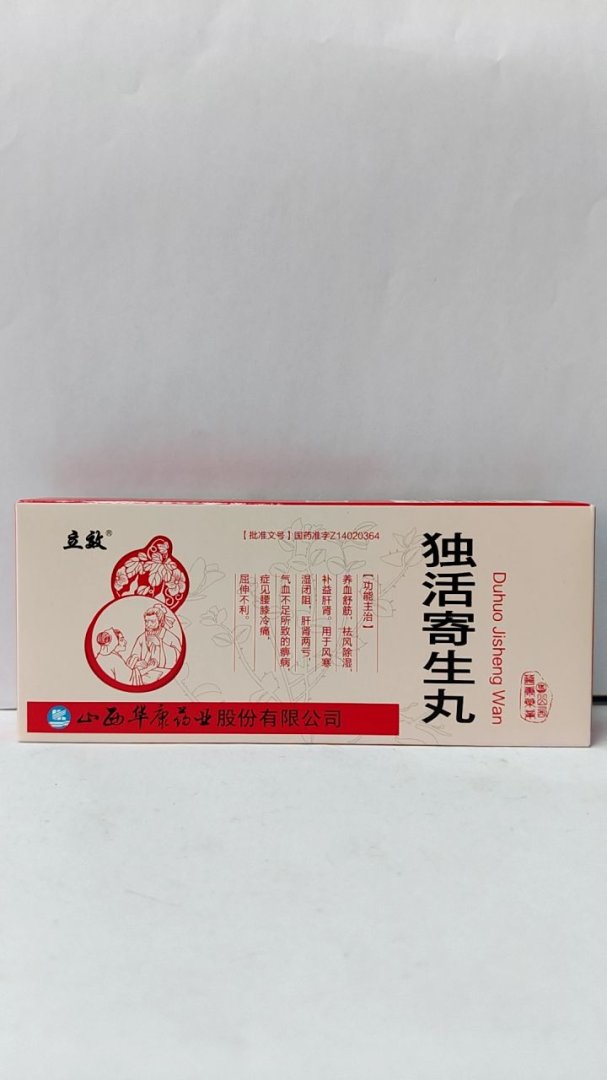 立效®
【批准文号】国药准字Z14020364
独活寄生丸
Duhuo Jisheng Wan
【功能主治】
养血舒筋，祛风除湿，
补益肝肾。用于风寒
湿闭阻，肝肾两亏，
气血不足所致的痹病，
症见腰膝冷痛，
屈伸不利。
山西华康药业股份有限公司